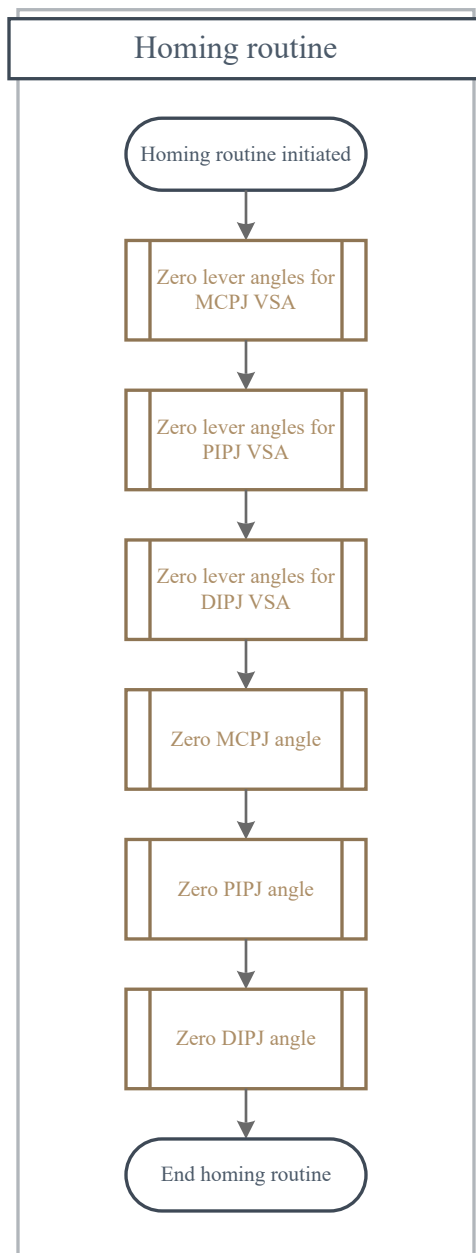 Homing routine
Homing routine initiated
Zero lever angles for
MCPJ VSA
Zero lever angles for
PIPJ VSA
Zero lever angles for
DIPJ VSA
Zero MCPJ angle
Zero PIPJ angle
Zero DIPJ angle
End homing routine